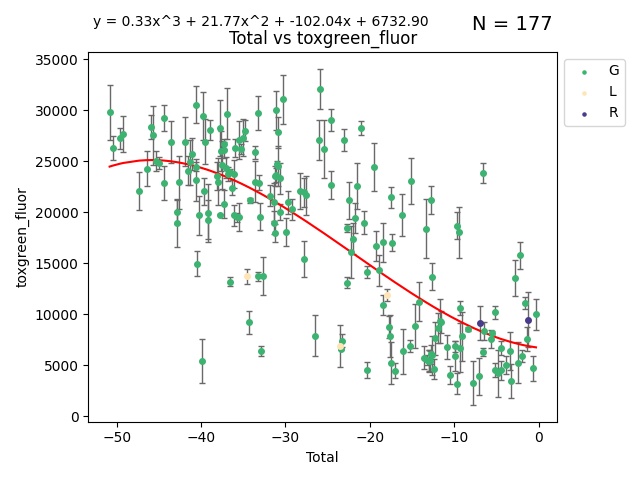 y = 0.33x^3 + 21.77x^2 + -102.04x + 6732.90
N = 177
Total vs toxgreen_fluor
35000
30000
25000
20000
15000
10000
5000
0
toxgreen_fluor
−50
−40
−30
−20
−10
0
Total
G
L
R